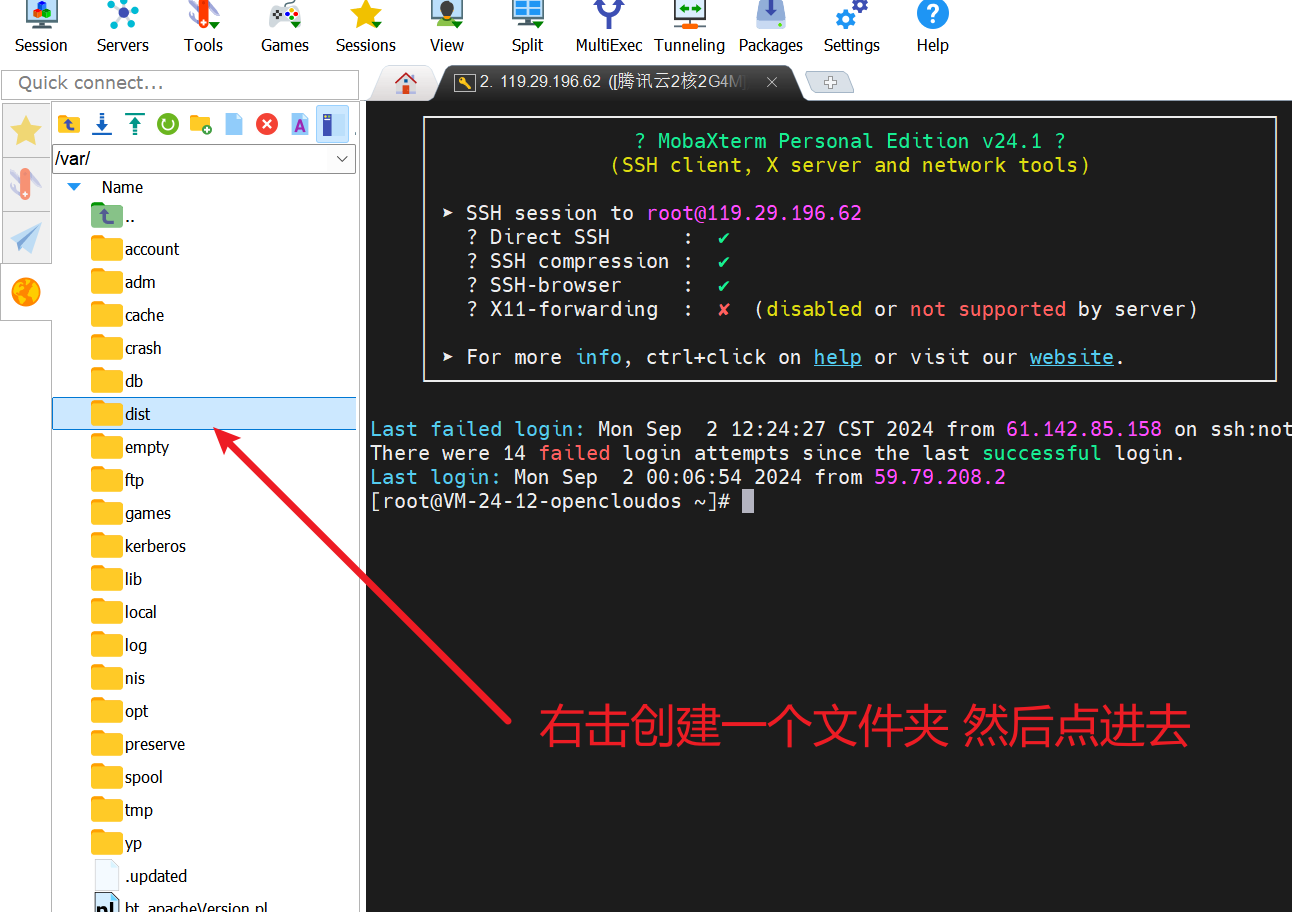 Session Servers Tools Games Sessions View Split MultiExec Tunneling Packages Settings Help
Quick connect...
2. 119.29.196.62 ([腾讯云2核2G4M]
/var/
Name
..
account
adm
cache
crash
db
dist
empty
ftp
games
kerberos
lib
local
log
nis
opt
preserve
spool
tmp
yp
.updated
bt_apacheVersion.pl
? MobaXterm Personal Edition v24.1 ?
(SSH client, X server and network tools)
➤ SSH session to root@119.29.196.62
? Direct SSH : ✔
? SSH compression : ✔
? SSH-browser : ✔
? X11-forwarding : ✘ (disabled or not supported by server)
➤ For more info, ctrl+click on help or visit our website.
Last failed login: Mon Sep 2 12:24:27 CST 2024 from 61.142.85.158 on ssh:not
There were 14 failed login attempts since the last successful login.
Last login: Mon Sep 2 00:06:54 2024 from 59.79.208.2
[root@VM-24-12-opencloudos ~]#
右击创建一个文件夹 然后点进去